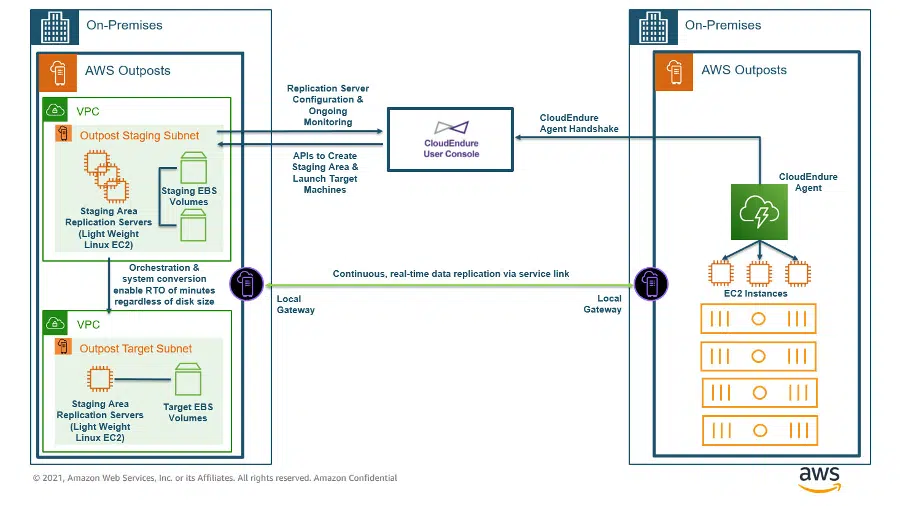 On-Premises
AWS Outposts
VPC
Outpost Staging Subnet
Staging EBS
Volumes
Staging Area
Replication Servers
(Light Weight
Linux EC2)
Orchestration &
system conversion
enable RTO of minutes
regardless of disk size
VPC
Outpost Target Subnet
Staging Area
Replication Servers
(Light Weight
Linux EC2)
Target EBS
Volumes
Replication Server
Configuration &
Ongoing
Monitoring
APIs to Create
Staging Area &
Launch Target
Machines
CloudEndure
User Console
CloudEndure
Agent Handshake
Continuous, real-time data replication via service link
Local
Gateway
Local
Gateway
On-Premises
AWS Outposts
CloudEndure
Agent
EC2 Instances
© 2021, Amazon Web Services, Inc. or its Affiliates. All rights reserved. Amazon Confidential
aws